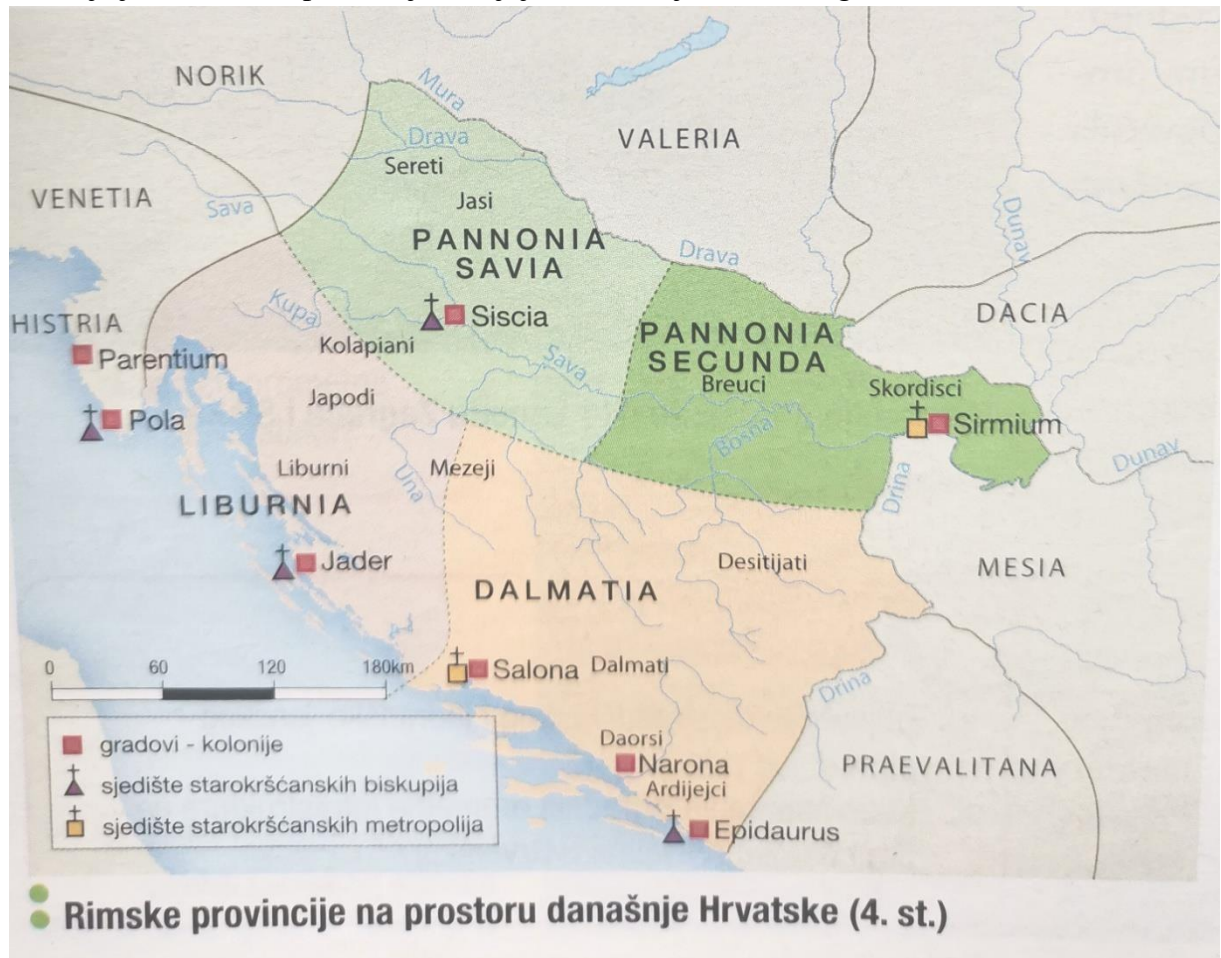 NORIK
Mura
VALERIA
Drava
Sereti
VENETIA
Sava
Jasi
PANNONIA
SAVIA
Dunav
Drava
HISTRIA
Kupa
Siscia
DACIA
Parentium
Kolapiani
Sava
PANNONIA
SECUNDA
Breuci
Skordisci
Japodi
Pola
Sirmium
Bosna
Dunav
Liburni
Mezeji
Una
Drina
LIBURNIA
Jader
DALMATIA
Desitijati
MESIA
0 60 120 180km
Salona
Dalmati
Drina
gradovi - kolonije
sjedište starokršćanskih biskupija
sjedište starokršćanskih metropolija
Daorsi
Narona
Ardijejci
PRAEVALITANA
Epidaurus
Rimske provincije na prostoru današnje Hrvatske (4. st.)